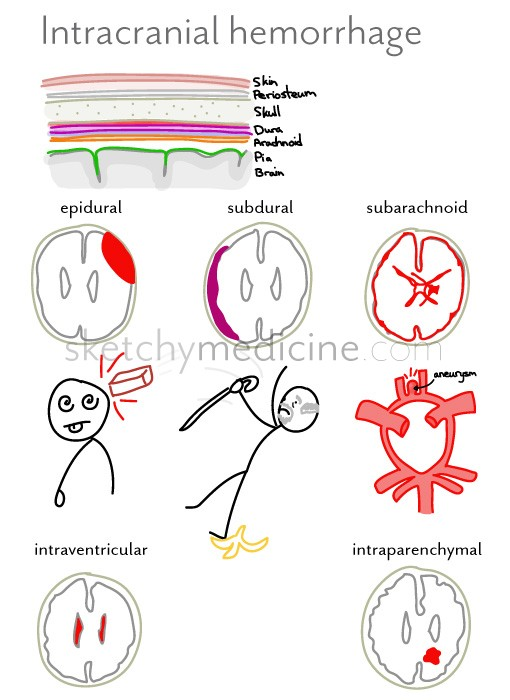 Intracranial hemorrhage
Skin
Periosteum
Skull
Dura
Arachnoid
Pia
Brain
epidural
subdural
subarachnoid
sketchymedicine.com
aneurysm
intraventricular
intraparenchymal